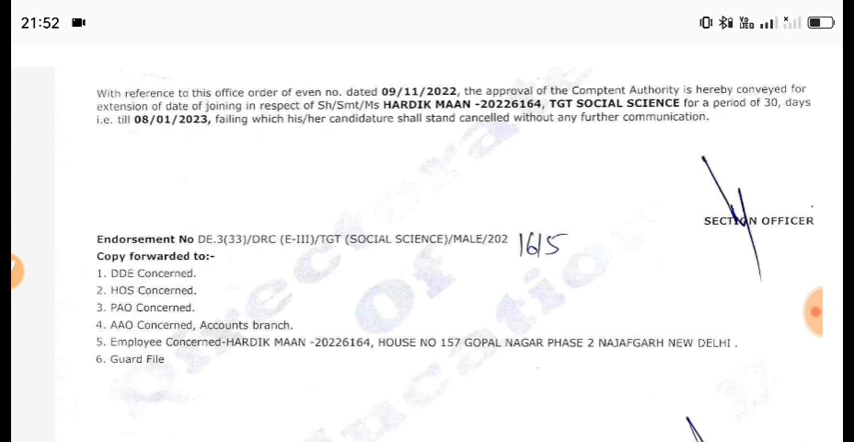 21:52
Vo
LTED
With reference to this office order of even no. dated 09/11/2022, the approval of the Comptent Authority is hereby conveyed for
extension of date of joining in respect of Sh/Smt/Ms HARDIK MAAN -20226164, TGT SOCIAL SCIENCE for a period of 30, days
i.e. till 08/01/2023, failing which his/her candidature shall stand cancelled without any further communication.
SECTION OFFICER
Endorsement No DE.3(33)/DRC (E-III)/TGT (SOCIAL SCIENCE)/MALE/202 1615
Copy forwarded to:-
1. DDE Concerned.
2. HOS Concerned.
3. PAO Concerned.
4. AAO Concerned, Accounts branch.
5. Employee Concerned-HARDIK MAAN -20226164, HOUSE NO 157 GOPAL NAGAR PHASE 2 NAJAFGARH NEW DELHI .
6. Guard File
Directorate
Of
Education